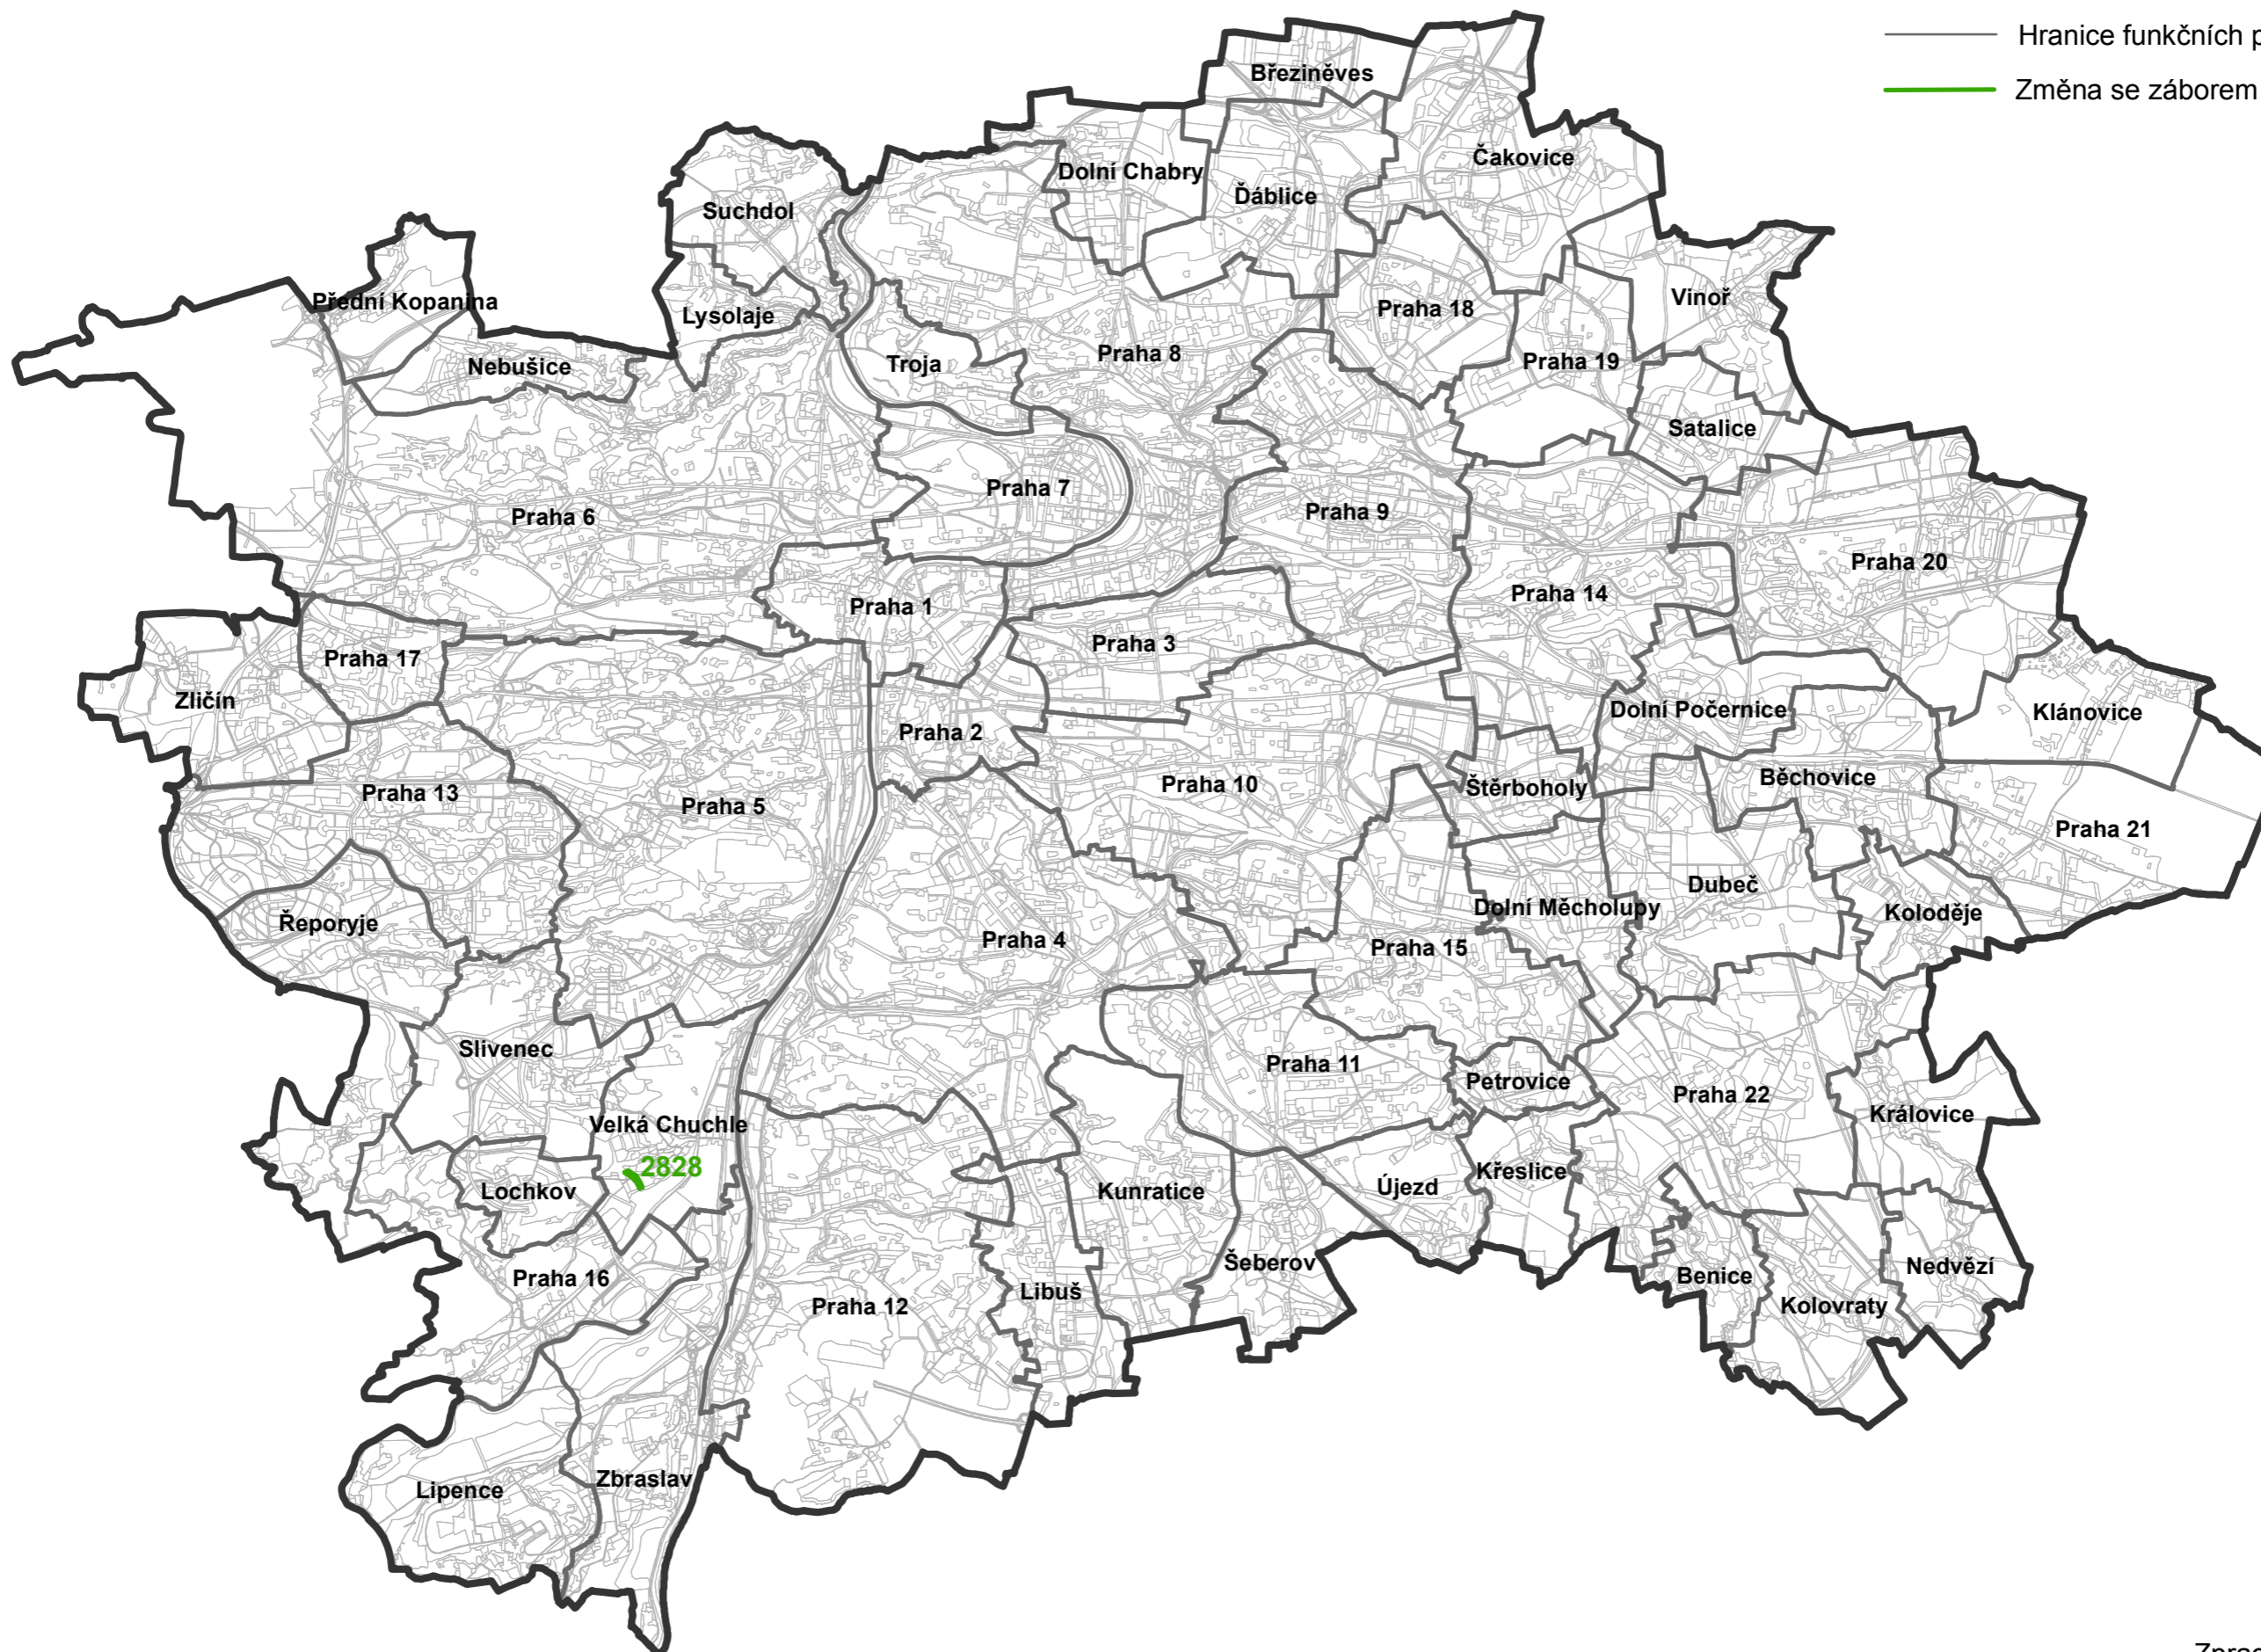 Hranice funkčních p
Změna se záborem
Březiněves
Čakovice
Dolní Chabry
Ďáblice
Suchdol
Přední Kopanina
Vinoř
Praha 18
Lysolaje
Praha 8
Praha 19
Troja
Nebušice
Satalice
Praha 7
Praha 9
Praha 6
Praha 20
Praha 14
Praha 1
Praha 3
Praha 17
Zličín
Dolní Počernice
Klánovice
Praha 2
Běchovice
Praha 10
Štěrboholy
Praha 13
Praha 5
Praha 21
Dubeč
Dolní Měcholupy
Koloděje
Řeporyje
Praha 4
Praha 15
Slivenec
Praha 11
Petrovice
Praha 22
Královice
Velká Chuchle
2828
Křeslice
Lochkov
Kunratice
Újezd
Šeberov
Nedvězí
Benice
Praha 16
Libuš
Kolovraty
Praha 12
Zbraslav
Lipence
Zprac